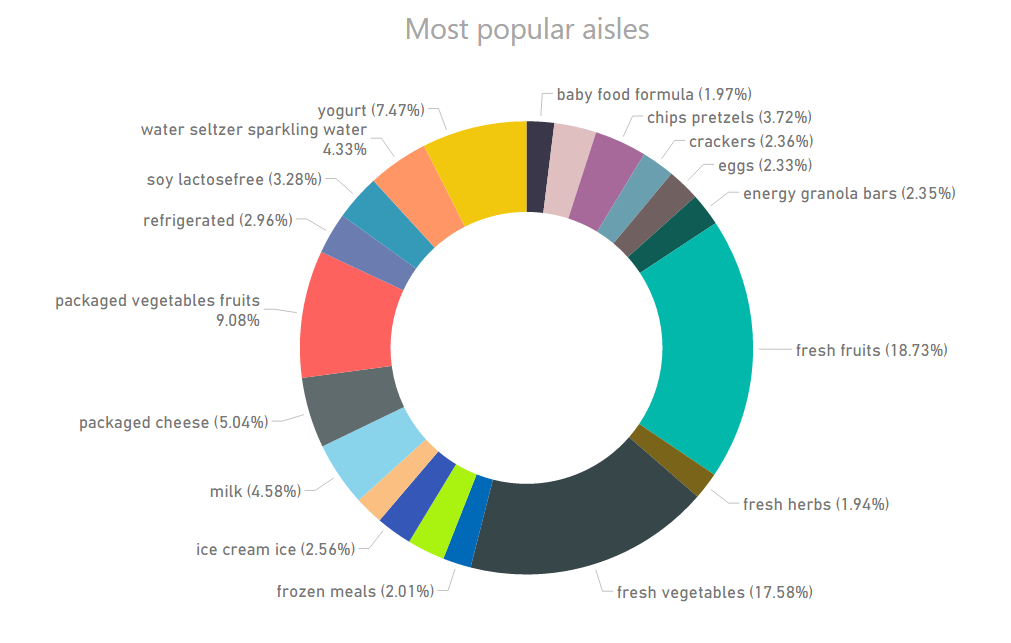 Most popular aisles
baby food formula (1.97%)
chips pretzels (3.72%)
crackers (2.36%)
eggs (2.33%)
energy granola bars (2.35%)
fresh fruits (18.73%)
fresh herbs (1.94%)
fresh vegetables (17.58%)
frozen meals (2.01%)
ice cream ice (2.56%)
milk (4.58%)
packaged cheese (5.04%)
packaged vegetables fruits
9.08%
refrigerated (2.96%)
soy lactosefree (3.28%)
water seltzer sparkling water
4.33%
yogurt (7.47%)